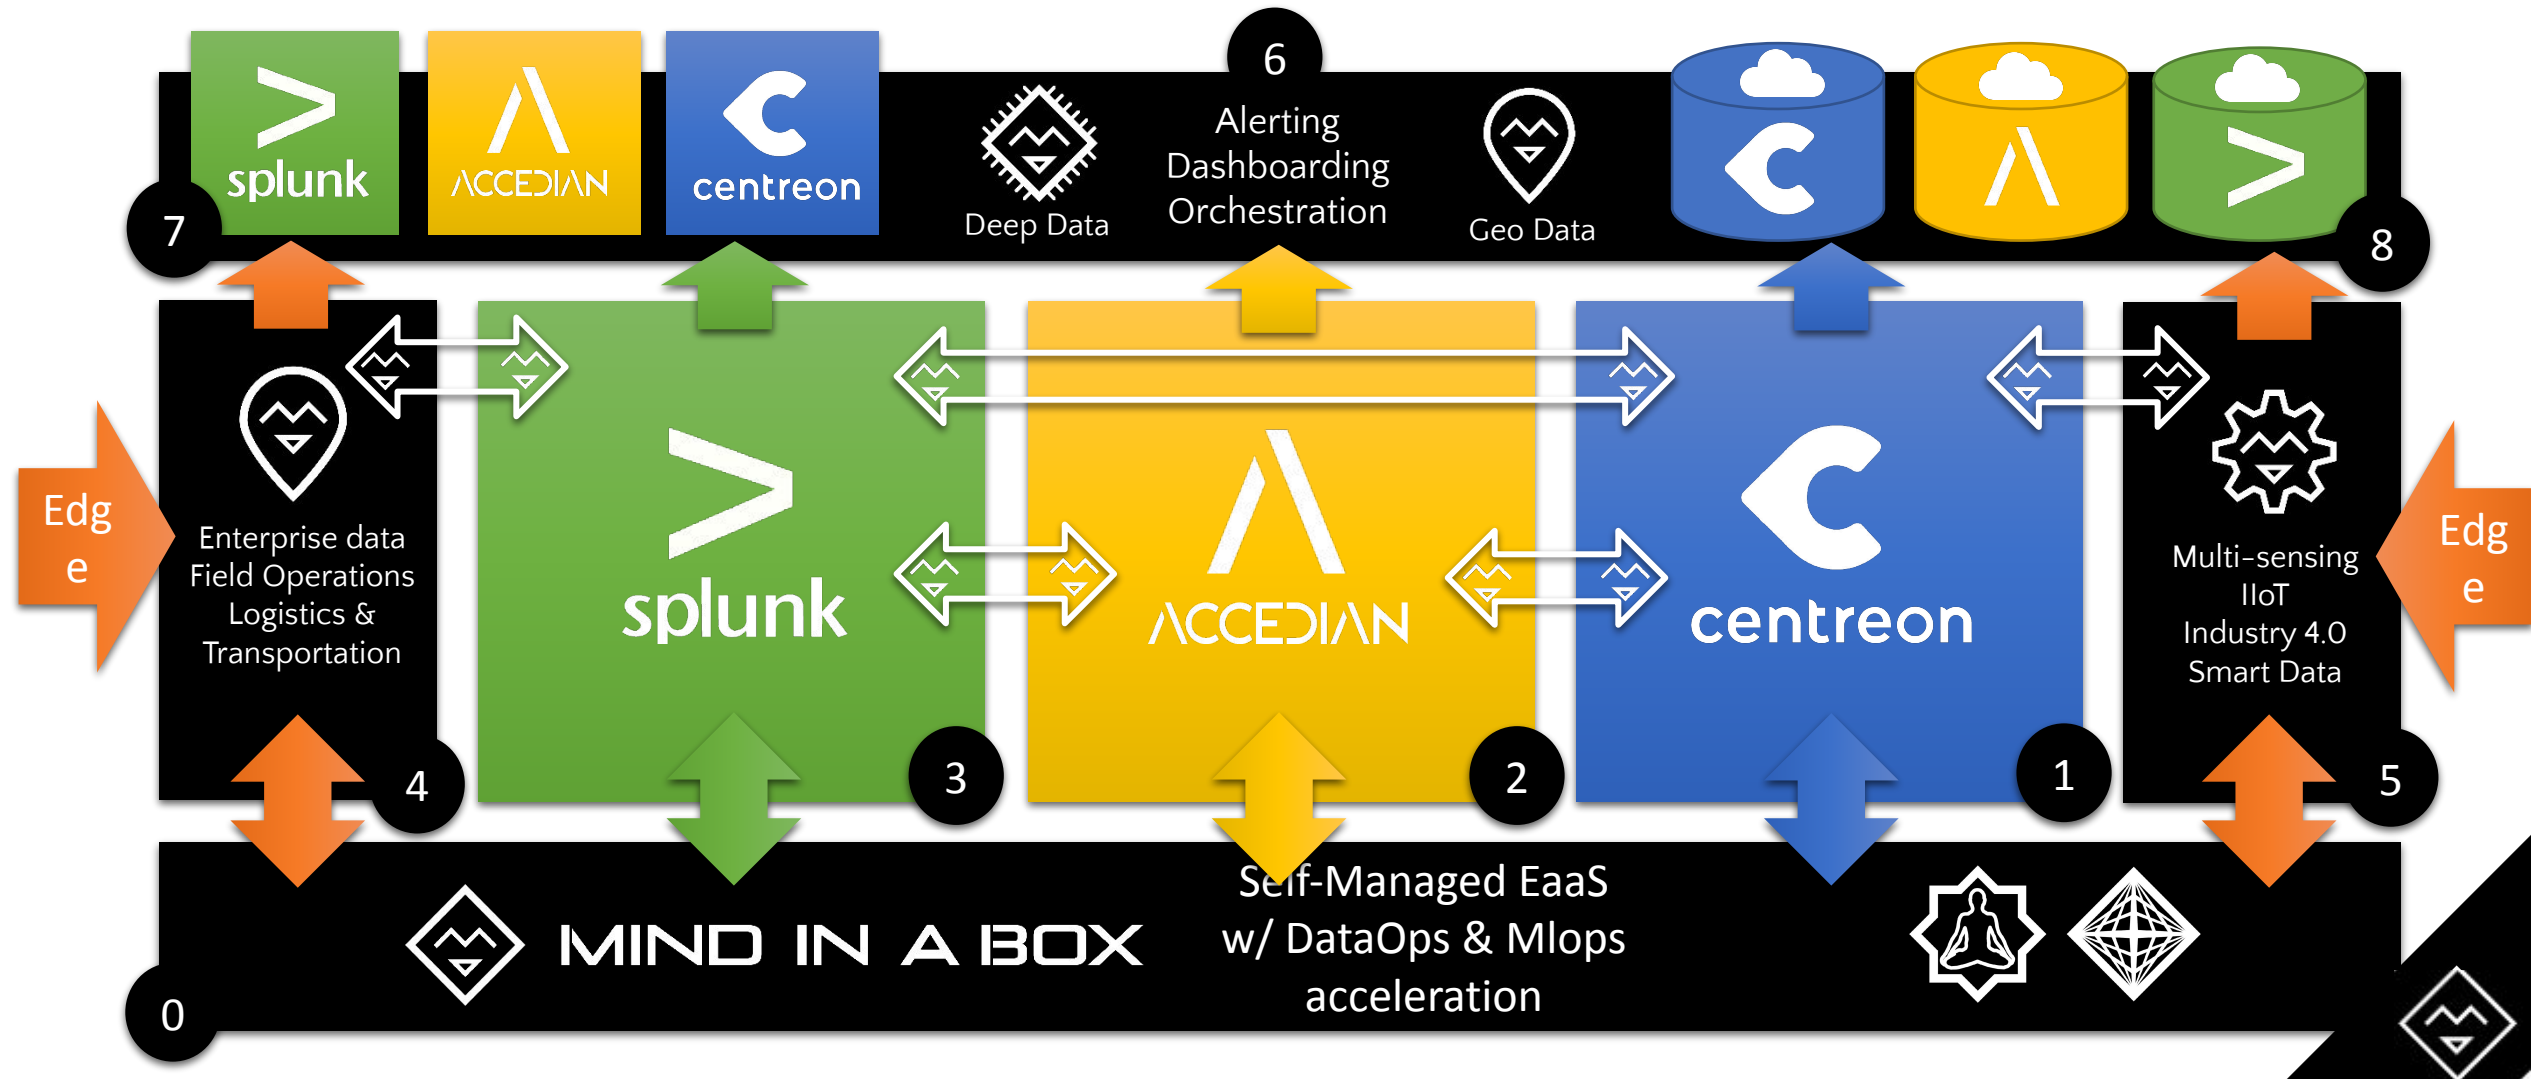 6
splunk
ACCEDIAN
centreon
Deep Data
Alerting
Dashboarding
Orchestration
Geo Data
7
8
Edg
e
Enterprise data
Field Operations
Logistics &
Transportation
4
splunk
3
ACCEDIAN
2
centreon
1
Multi-sensing
IIoT
Industry 4.0
Smart Data
5
Edg
e
MIND IN A BOX
Self-Managed EaaS
w/ DataOps & Mlops
acceleration
0